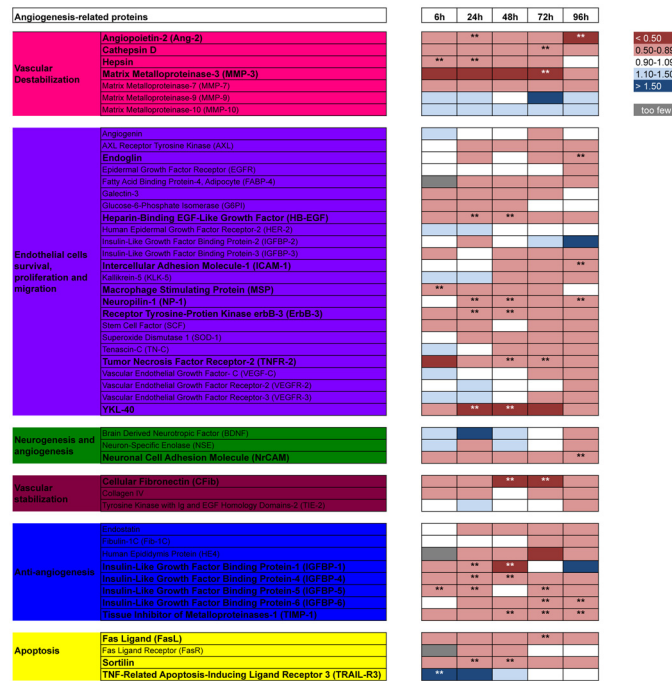 Angiogenesis-related proteins 6h 24h 48h 72h 96h
< 0.50
0.50-0.89
0.90-1.09
1.10-1.50
> 1.50
too few
Vascular Destabilization
Angiopoietin-2 (Ang-2) ** **
Cathepsin D **
Hepsin ** **
Matrix Metalloproteinase-3 (MMP-3) **
Matrix Metalloproteinase-7 (MMP-7)
Matrix Metalloproteinase-9 (MMP-9)
Matrix Metalloproteinase-10 (MMP-10)
Endothelial cells survival, proliferation and migration
Angiogenin
AXL Receptor Tyrosine Kinase (AXL)
Endoglin **
Epidermal Growth Factor Receptor (EGFR)
Fatty Acid Binding Protein-4, Adipocyte (FABP-4)
Galectin-3
Glucose-6-Phosphate Isomerase (G6PI)
Heparin-Binding EGF-Like Growth Factor (HB-EGF) ** **
Human Epidermal Growth Factor Receptor-2 (HER-2)
Insulin-Like Growth Factor Binding Protein-2 (IGFBP-2)
Insulin-Like Growth Factor Binding Protein-3 (IGFBP-3)
Intercellular Adhesion Molecule-1 (ICAM-1) **
Kallikrein-5 (KLK-5)
Macrophage Stimulating Protein (MSP) **
Neuropilin-1 (NP-1) ** ** **
Receptor Tyrosine-Protien Kinase erbB-3 (ErbB-3) ** **
Stem Cell Factor (SCF)
Superoxide Dismutase 1 (SOD-1)
Tenascin-C (TN-C)
Tumor Necrosis Factor Receptor-2 (TNFR-2) ** **
Vascular Endothelial Growth Factor- C (VEGF-C)
Vascular Endothelial Growth Factor Receptor-2 (VEGFR-2)
Vascular Endothelial Growth Factor Receptor-3 (VEGFR-3)
YKL-40 ** ** **
Neurogenesis and angiogenesis
Brain Derived Neurotropic Factor (BDNF) **
Neuron-Specific Enolase (NSE)
Neuronal Cell Adhesion Molecule (NrCAM) **
Vascular stabilization
Cellular Fibronectin (CFib) ** **
Collagen IV
Tyrosine Kinase with Ig and EGF Homology Domains-2 (TIE-2)
Anti-angiogenesis
Endostatin
Fibulin-1C (Fib-1C)
Human Epididymis Protein (HE4)
Insulin-Like Growth Factor Binding Protein-1 (IGFBP-1) ** **
Insulin-Like Growth Factor Binding Protein-4 (IGFBP-4) ** **
Insulin-Like Growth Factor Binding Protein-5 (IGFBP-5) ** ** **
Insulin-Like Growth Factor Binding Protein-6 (IGFBP-6) ** **
Tissue Inhibitor of Metalloproteinases-1 (TIMP-1) ** ** **
Apoptosis
Fas Ligand (FasL) **
Fas Ligand Receptor (FasR)
Sortilin ** **
TNF-Related Apoptosis-Inducing Ligand Receptor 3 (TRAIL-R3) **